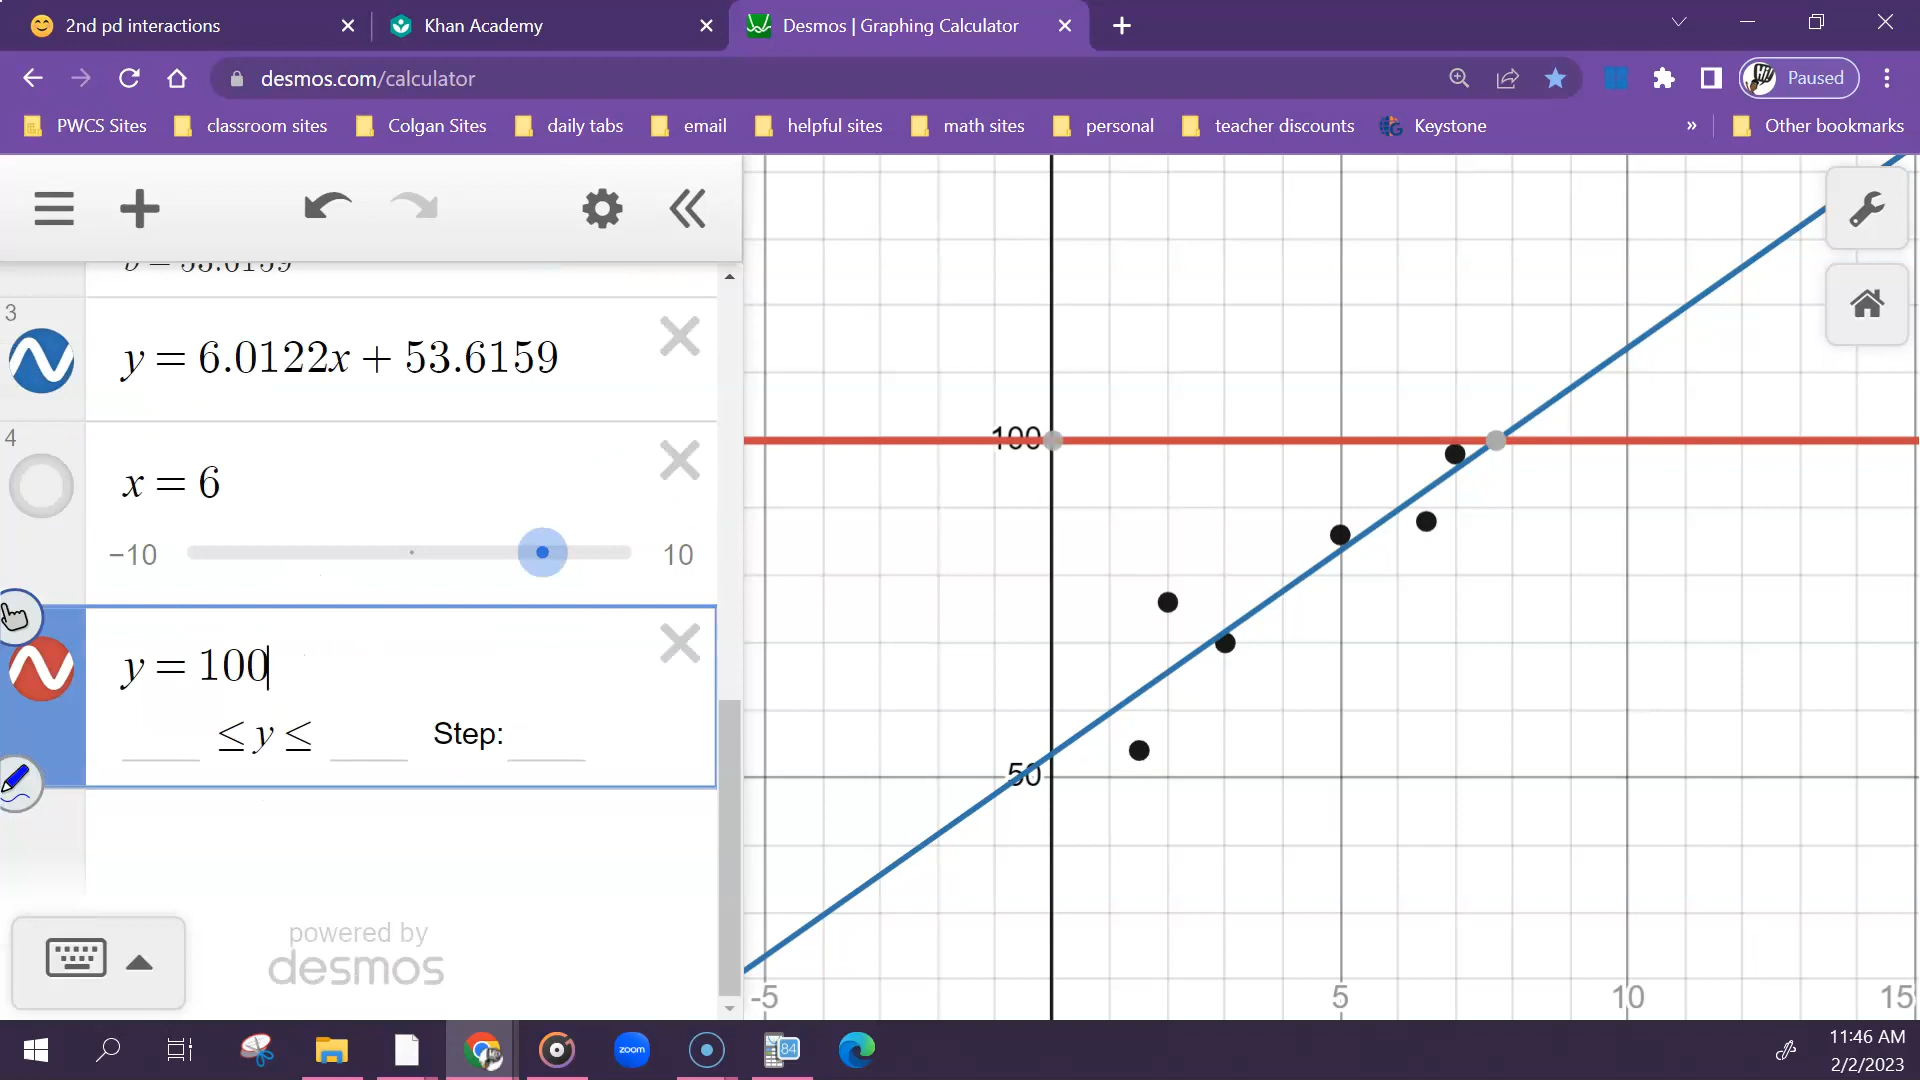 2nd pd interactions
Khan Academy
Desmos | Graphing Calculator
desmos.com/calculator
Paused
PWCS Sites
classroom sites
Colgan Sites
daily tabs
email
helpful sites
math sites
personal
teacher discounts
Keystone
»
Other bookmarks
3
y = 6.0122x + 53.6159
4
x = 6
−10
10
y = 100
≤ y ≤
Step:
powered by
desmos
100
50
-5
5
10
15
zoom
84
11:46 AM
2/2/2023